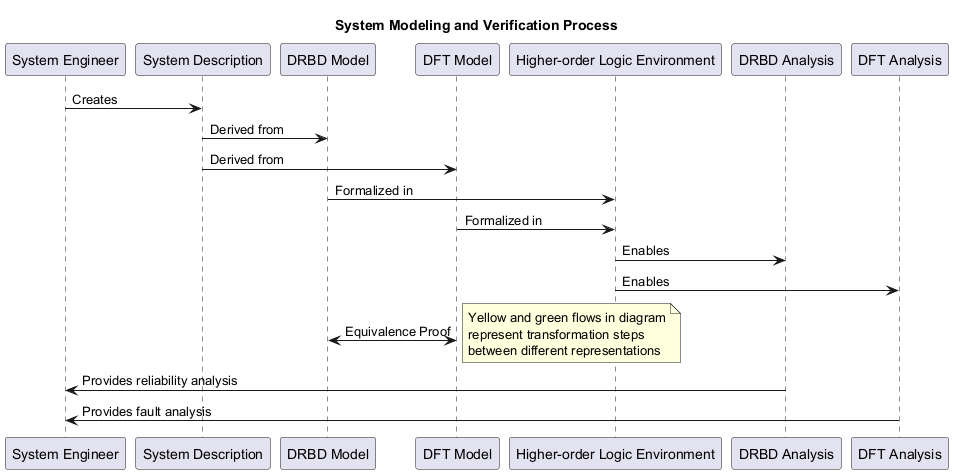 System Modeling and Verification Process
System Engineer System Description DRBD Model DFT Model Higher-order Logic Environment DRBD Analysis DFT Analysis
Creates
Derived from
Derived from
Formalized in
Formalized in
Enables
Enables
Yellow and green flows in diagram
Equivalence Proof represent transformation steps
between different representations
Provides reliability analysis
Provides fault analysis
System Engineer System Description DRBD Model DFT Model Higher-order Logic Environment DRBD Analysis DFT Analysis